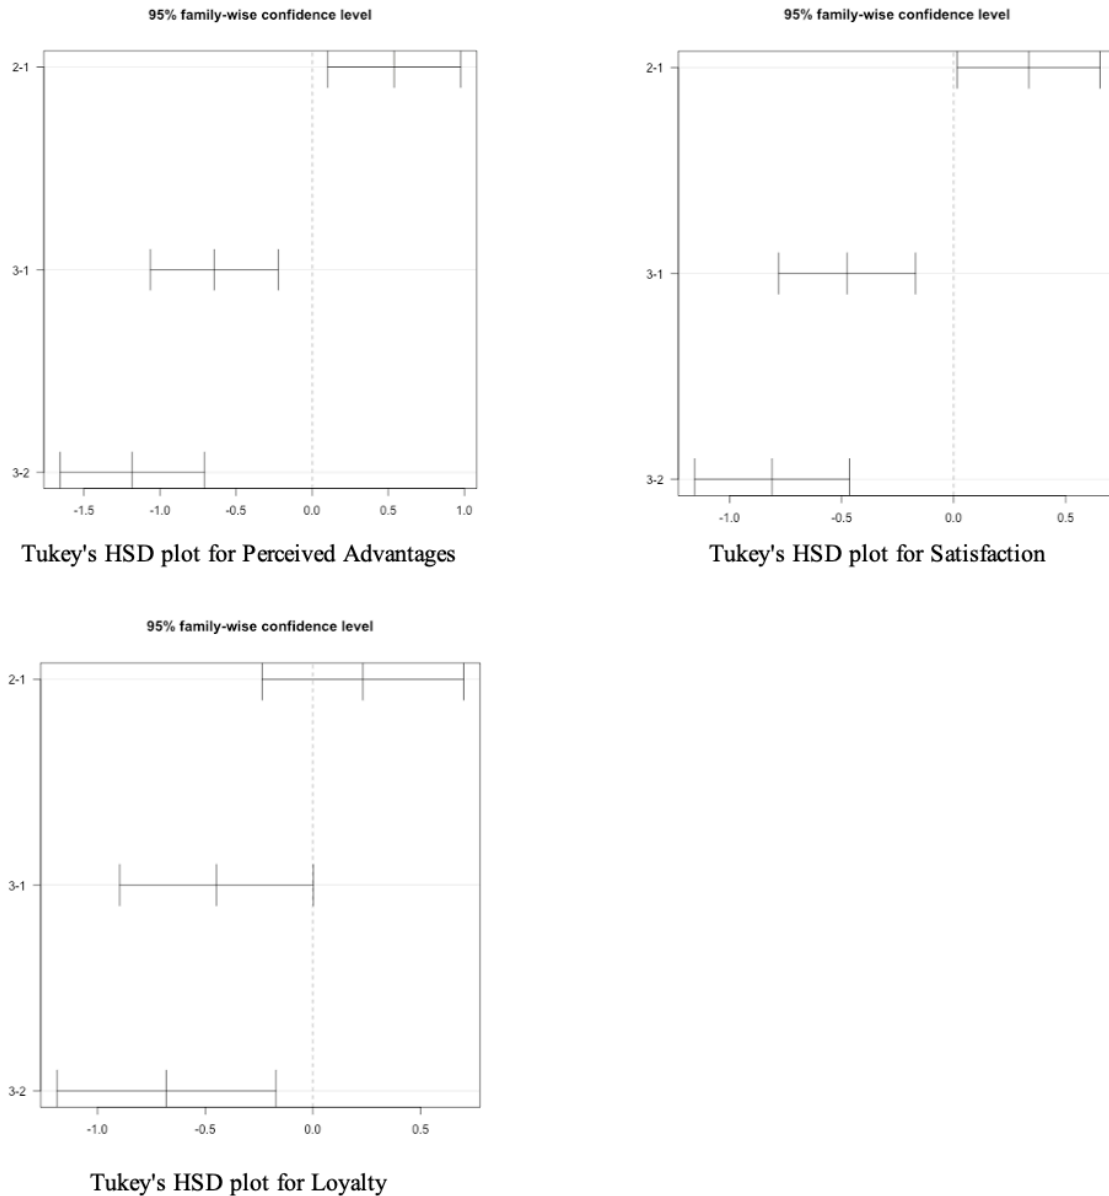 95% family-wise confidence level
2-1
3-1
3-2
-1.5 -1.0 -0.5 0.0 0.5 1.0
Tukey's HSD plot for Perceived Advantages
95% family-wise confidence level
2-1
3-1
3-2
-1.0 -0.5 0.0 0.5
Tukey's HSD plot for Satisfaction
95% family-wise confidence level
2-1
3-1
3-2
-1.0 -0.5 0.0 0.5
Tukey's HSD plot for Loyalty